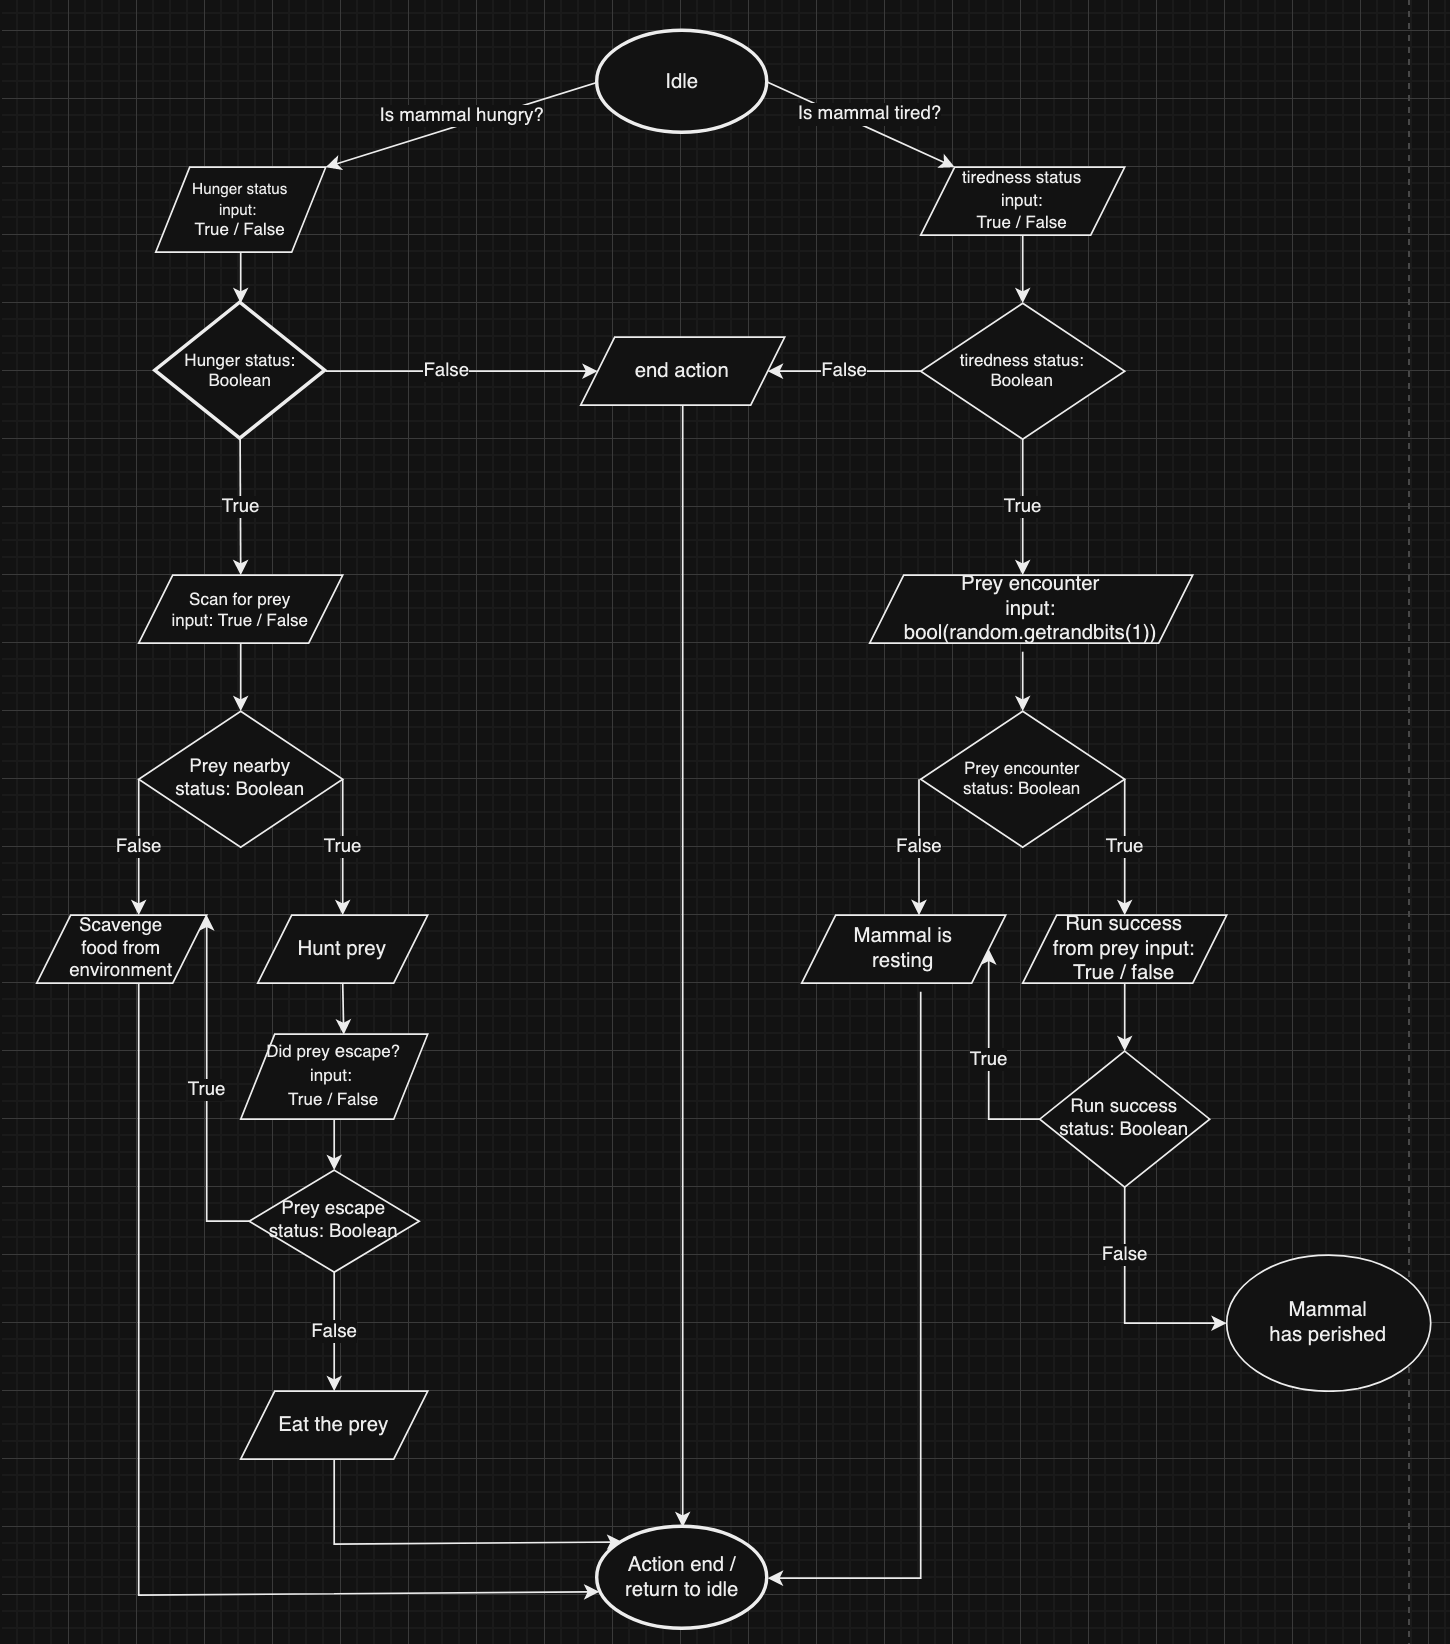 Idle
Is mammal hungry?
Is mammal tired?
Hunger status
input:
True / False
tiredness status
input:
True / False
Hunger status:
Boolean
False
end action
False
tiredness status:
Boolean
True
True
Scan for prey
input: True / False
Prey encounter
input:
bool(random.getrandbits(1))
Prey nearby
status: Boolean
Prey encounter
status: Boolean
False
True
False
True
Scavenge
food from
environment
Hunt prey
Mammal is
resting
Run success
from prey input:
True / false
Did prey escape?
input:
True / False
True
True
Run success
status: Boolean
Prey escape
status: Boolean
False
False
Mammal
has perished
Eat the prey
Action end /
return to idle